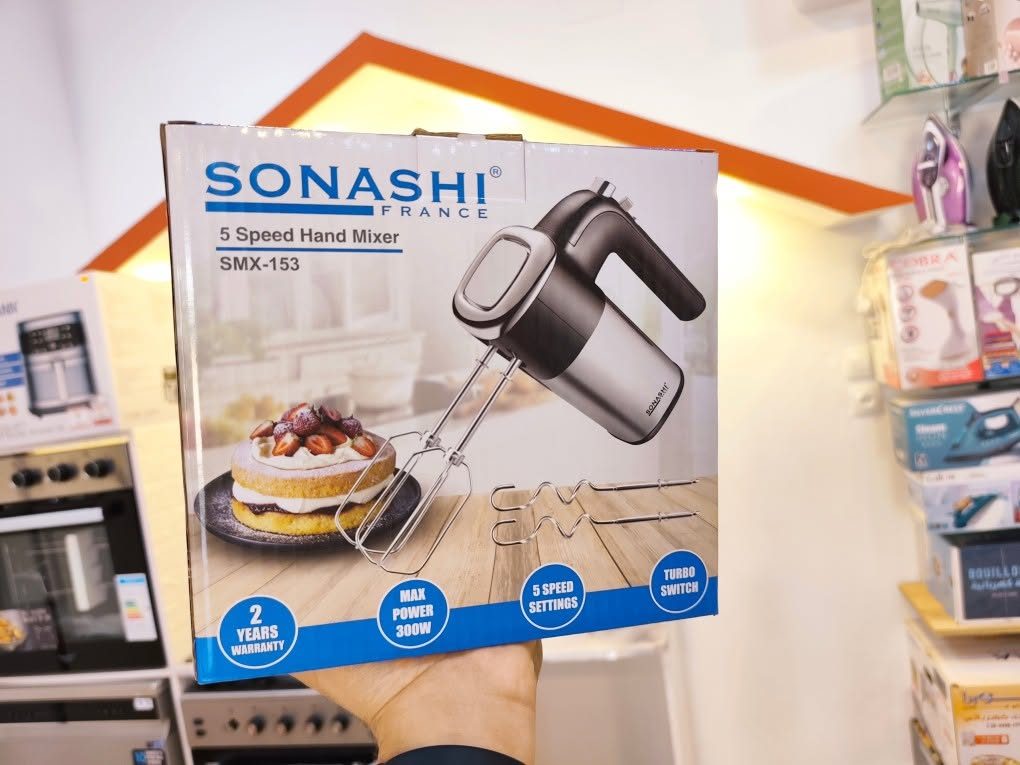 SONASHI®
FRANCE
5 Speed Hand Mixer
SMX-153
SONASHI
2
YEARS
WARRANTY
MAX
POWER
300W
5 SPEED
SETTINGS
TURBO
SWITCH
Steam